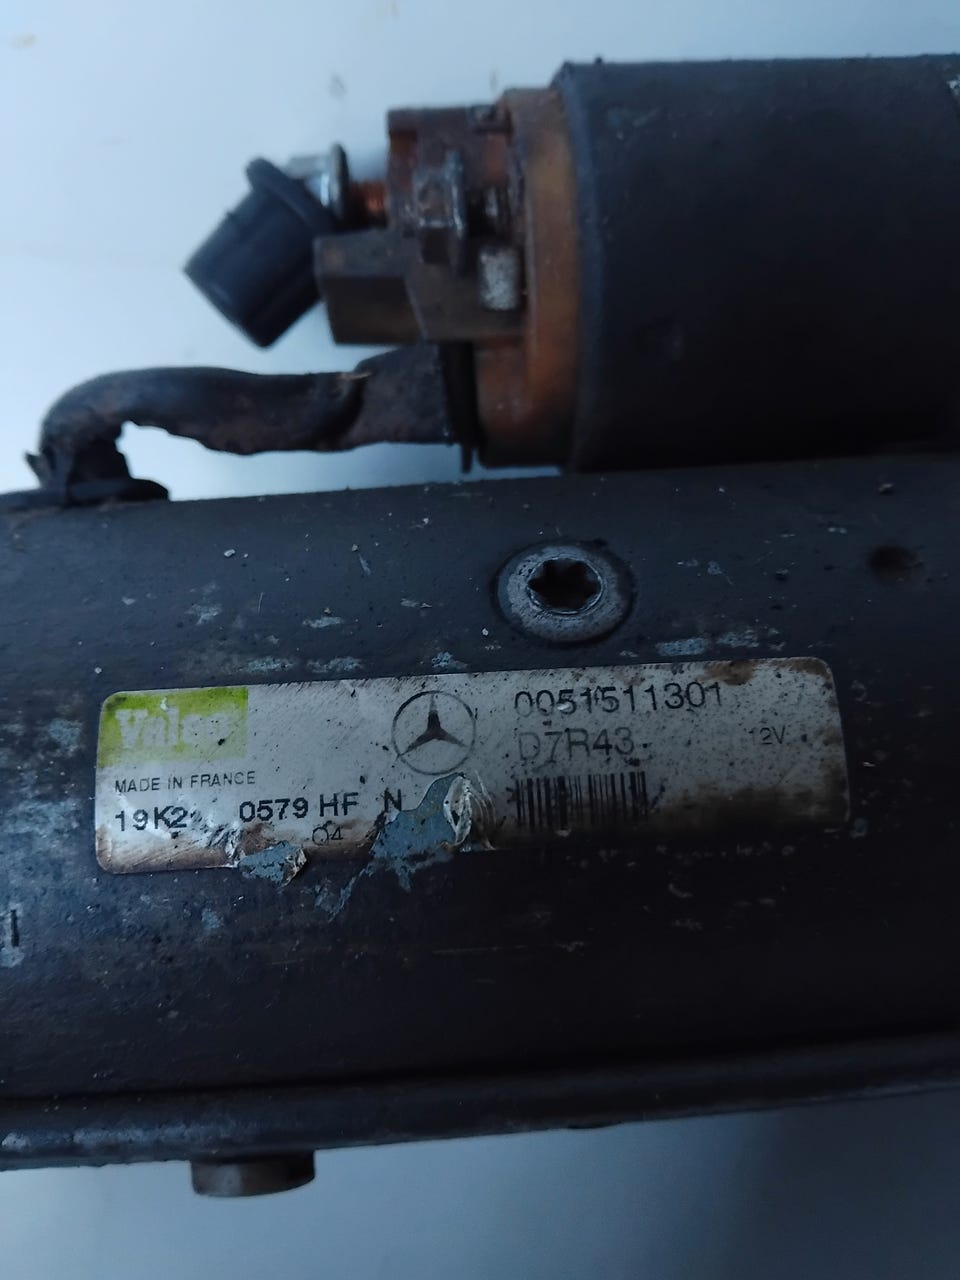 Valeo
0051511301
D7R43
12V
MADE IN FRANCE
19K2 0579 HF N
04